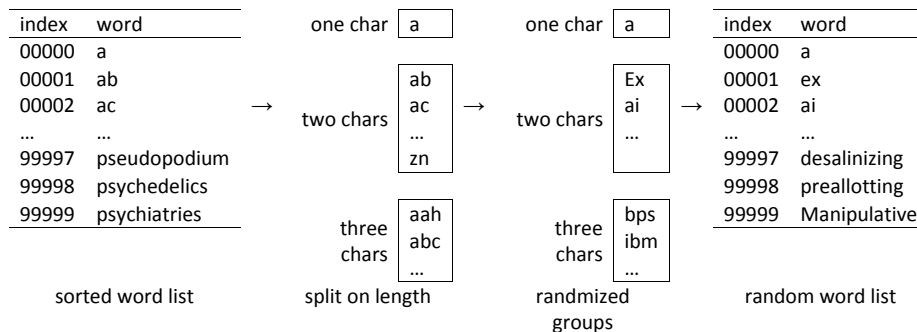 index word
00000 a
00001 ab
00002 ac
... ...
99997 pseudopodium
99998 psychedelics
99999 psychiatries
sorted word list
→
one char a
two chars ab
ac
...
zn
three chars aah
abc
...
split on length
→
one char a
two chars Ex
ai
...
three chars bps
ibm
...
randmized groups
→
index word
00000 a
00001 ex
00002 ai
... ...
99997 desalinizing
99998 preallotting
99999 Manipulative
random word list